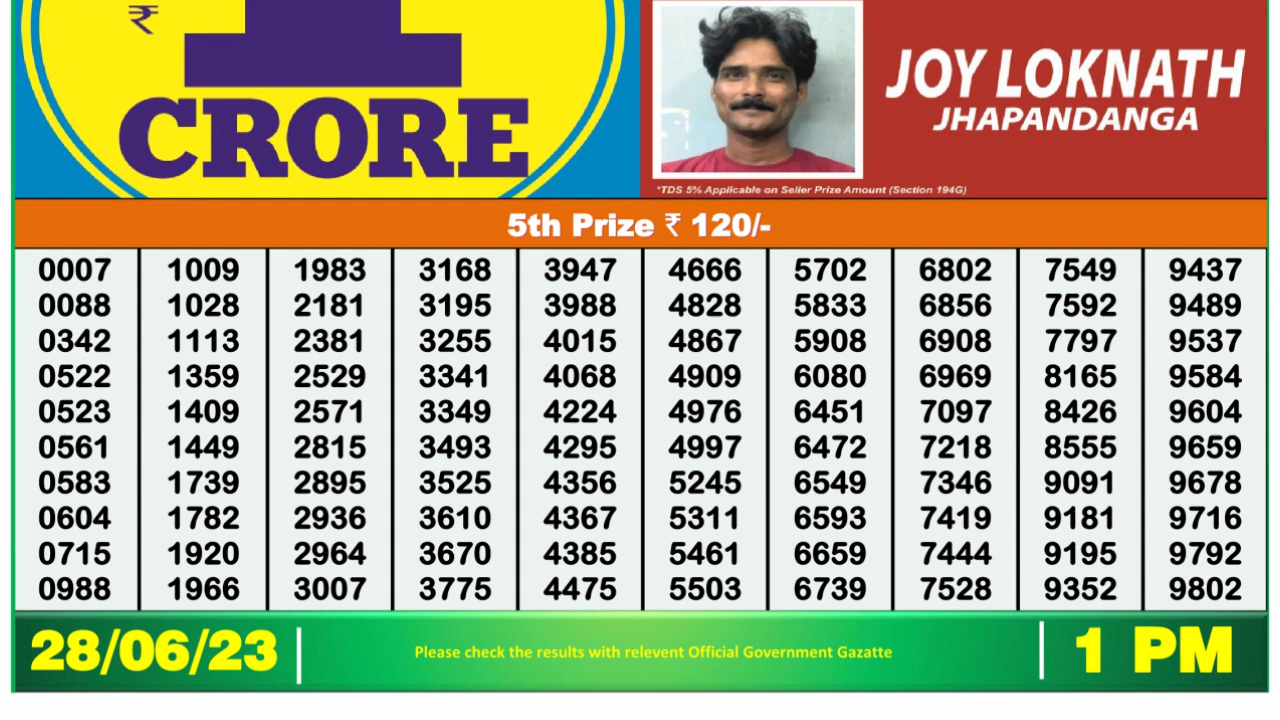 ₹
1
CRORE
JOY LOKNATH
JHAPANDANGA
*TDS 5% Applicable on Seller Prize Amount (Section 194G)
5th Prize ₹ 120/-
0007 1009 1983 3168 3947 4666 5702 6802 7549 9437
0088 1028 2181 3195 3988 4828 5833 6856 7592 9489
0342 1113 2381 3255 4015 4867 5908 6908 7797 9537
0522 1359 2529 3341 4068 4909 6080 6969 8165 9584
0523 1409 2571 3349 4224 4976 6451 7097 8426 9604
0561 1449 2815 3493 4295 4997 6472 7218 8555 9659
0583 1739 2895 3525 4356 5245 6549 7346 9091 9678
0604 1782 2936 3610 4367 5311 6593 7419 9181 9716
0715 1920 2964 3670 4385 5461 6659 7444 9195 9792
0988 1966 3007 3775 4475 5503 6739 7528 9352 9802
28/06/23
Please check the results with relevent Official Government Gazatte
1 PM